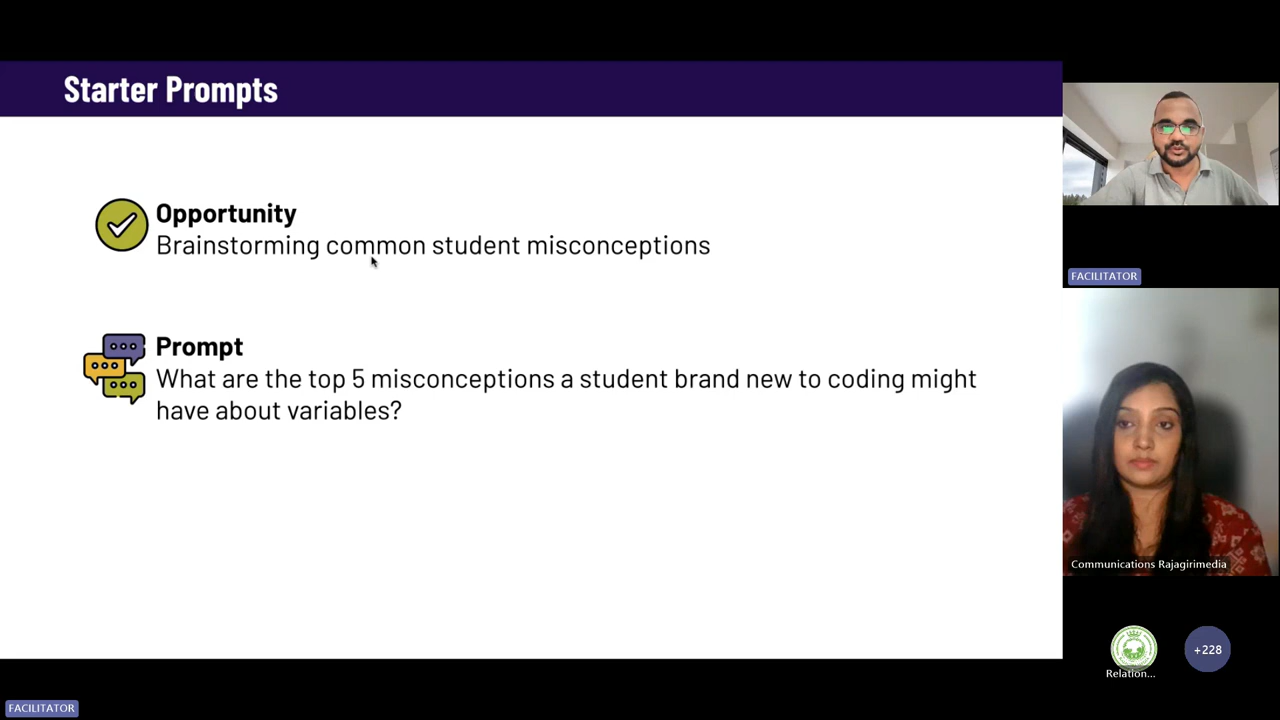 Starter Prompts
Opportunity
Brainstorming common student misconceptions
Prompt
What are the top 5 misconceptions a student brand new to coding might
have about variables?
FACILITATOR
Communications Rajagirimedia
Relation...
+228
FACILITATOR